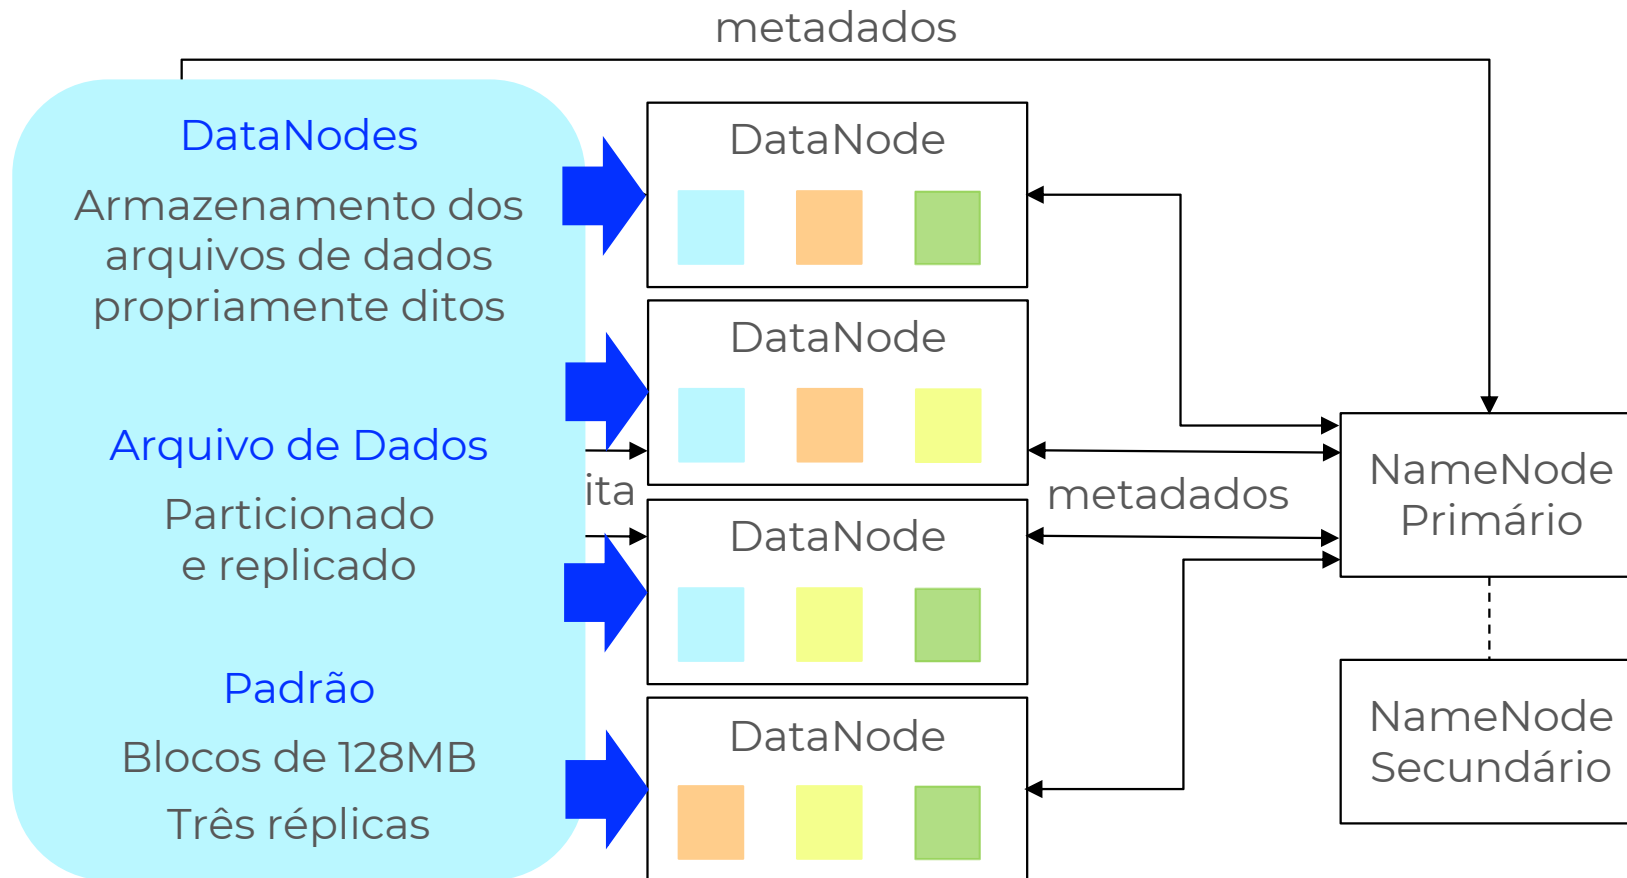 metadados
DataNodes
Armazenamento dos
arquivos de dados
propriamente ditos
Arquivo de Dados
Particionado
e replicado
Padrão
Blocos de 128MB
Três réplicas
ita
DataNode
DataNode
DataNode
DataNode
metadados
NameNode
Primário
NameNode
Secundário